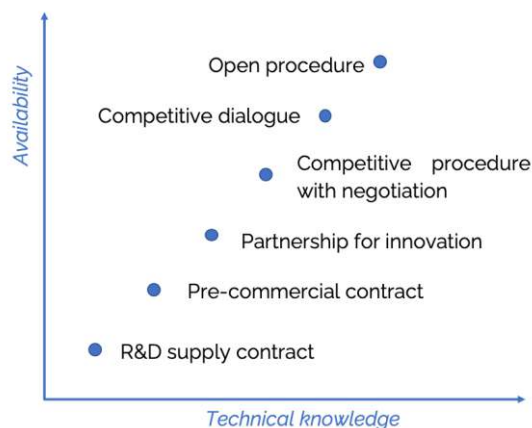 Availability
Open procedure
Competitive dialogue
Competitive procedure
with negotiation
Partnership for innovation
Pre-commercial contract
R&D supply contract
Technical knowledge